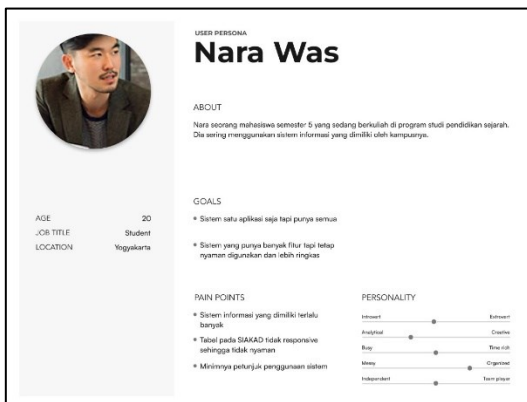 USER PERSONA
Nara Was
ABOUT
Nara seorang mahasiswa semester 5 yang sedang berkuliah di program studi pendidikan sejarah.
Dia sering menggunakan sistem informasi yang dimiliki oleh kampusnya.
AGE 20
JOB TITLE Student
LOCATION Yogyakarta
GOALS
Sistem satu aplikasi saja tapi punya semua
Sistem yang punya banyak fitur tapi tetap
nyaman digunakan dan lebih ringkas
PAIN POINTS
Sistem informasi yang dimiliki terlalu
banyak
Tabel pada SIAKAD tidak responsive
sehingga tidak nyaman
Minimnya petunjuk penggunaan sistem
PERSONALITY
Introvert Extrovert
Analytical Creative
Busy Time rich
Messy Organized
Independent Team player